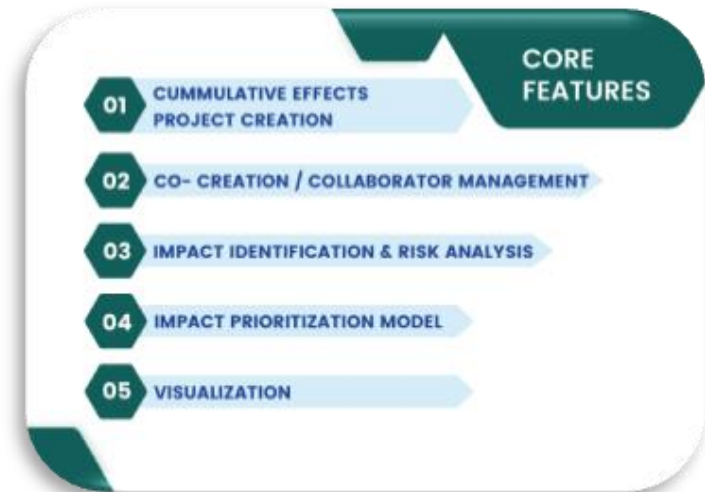 CORE
FEATURES
01 CUMMULATIVE EFFECTS
PROJECT CREATION
02 CO- CREATION / COLLABORATOR MANAGEMENT
03 IMPACT IDENTIFICATION & RISK ANALYSIS
04 IMPACT PRIORITIZATION MODEL
05 VISUALIZATION